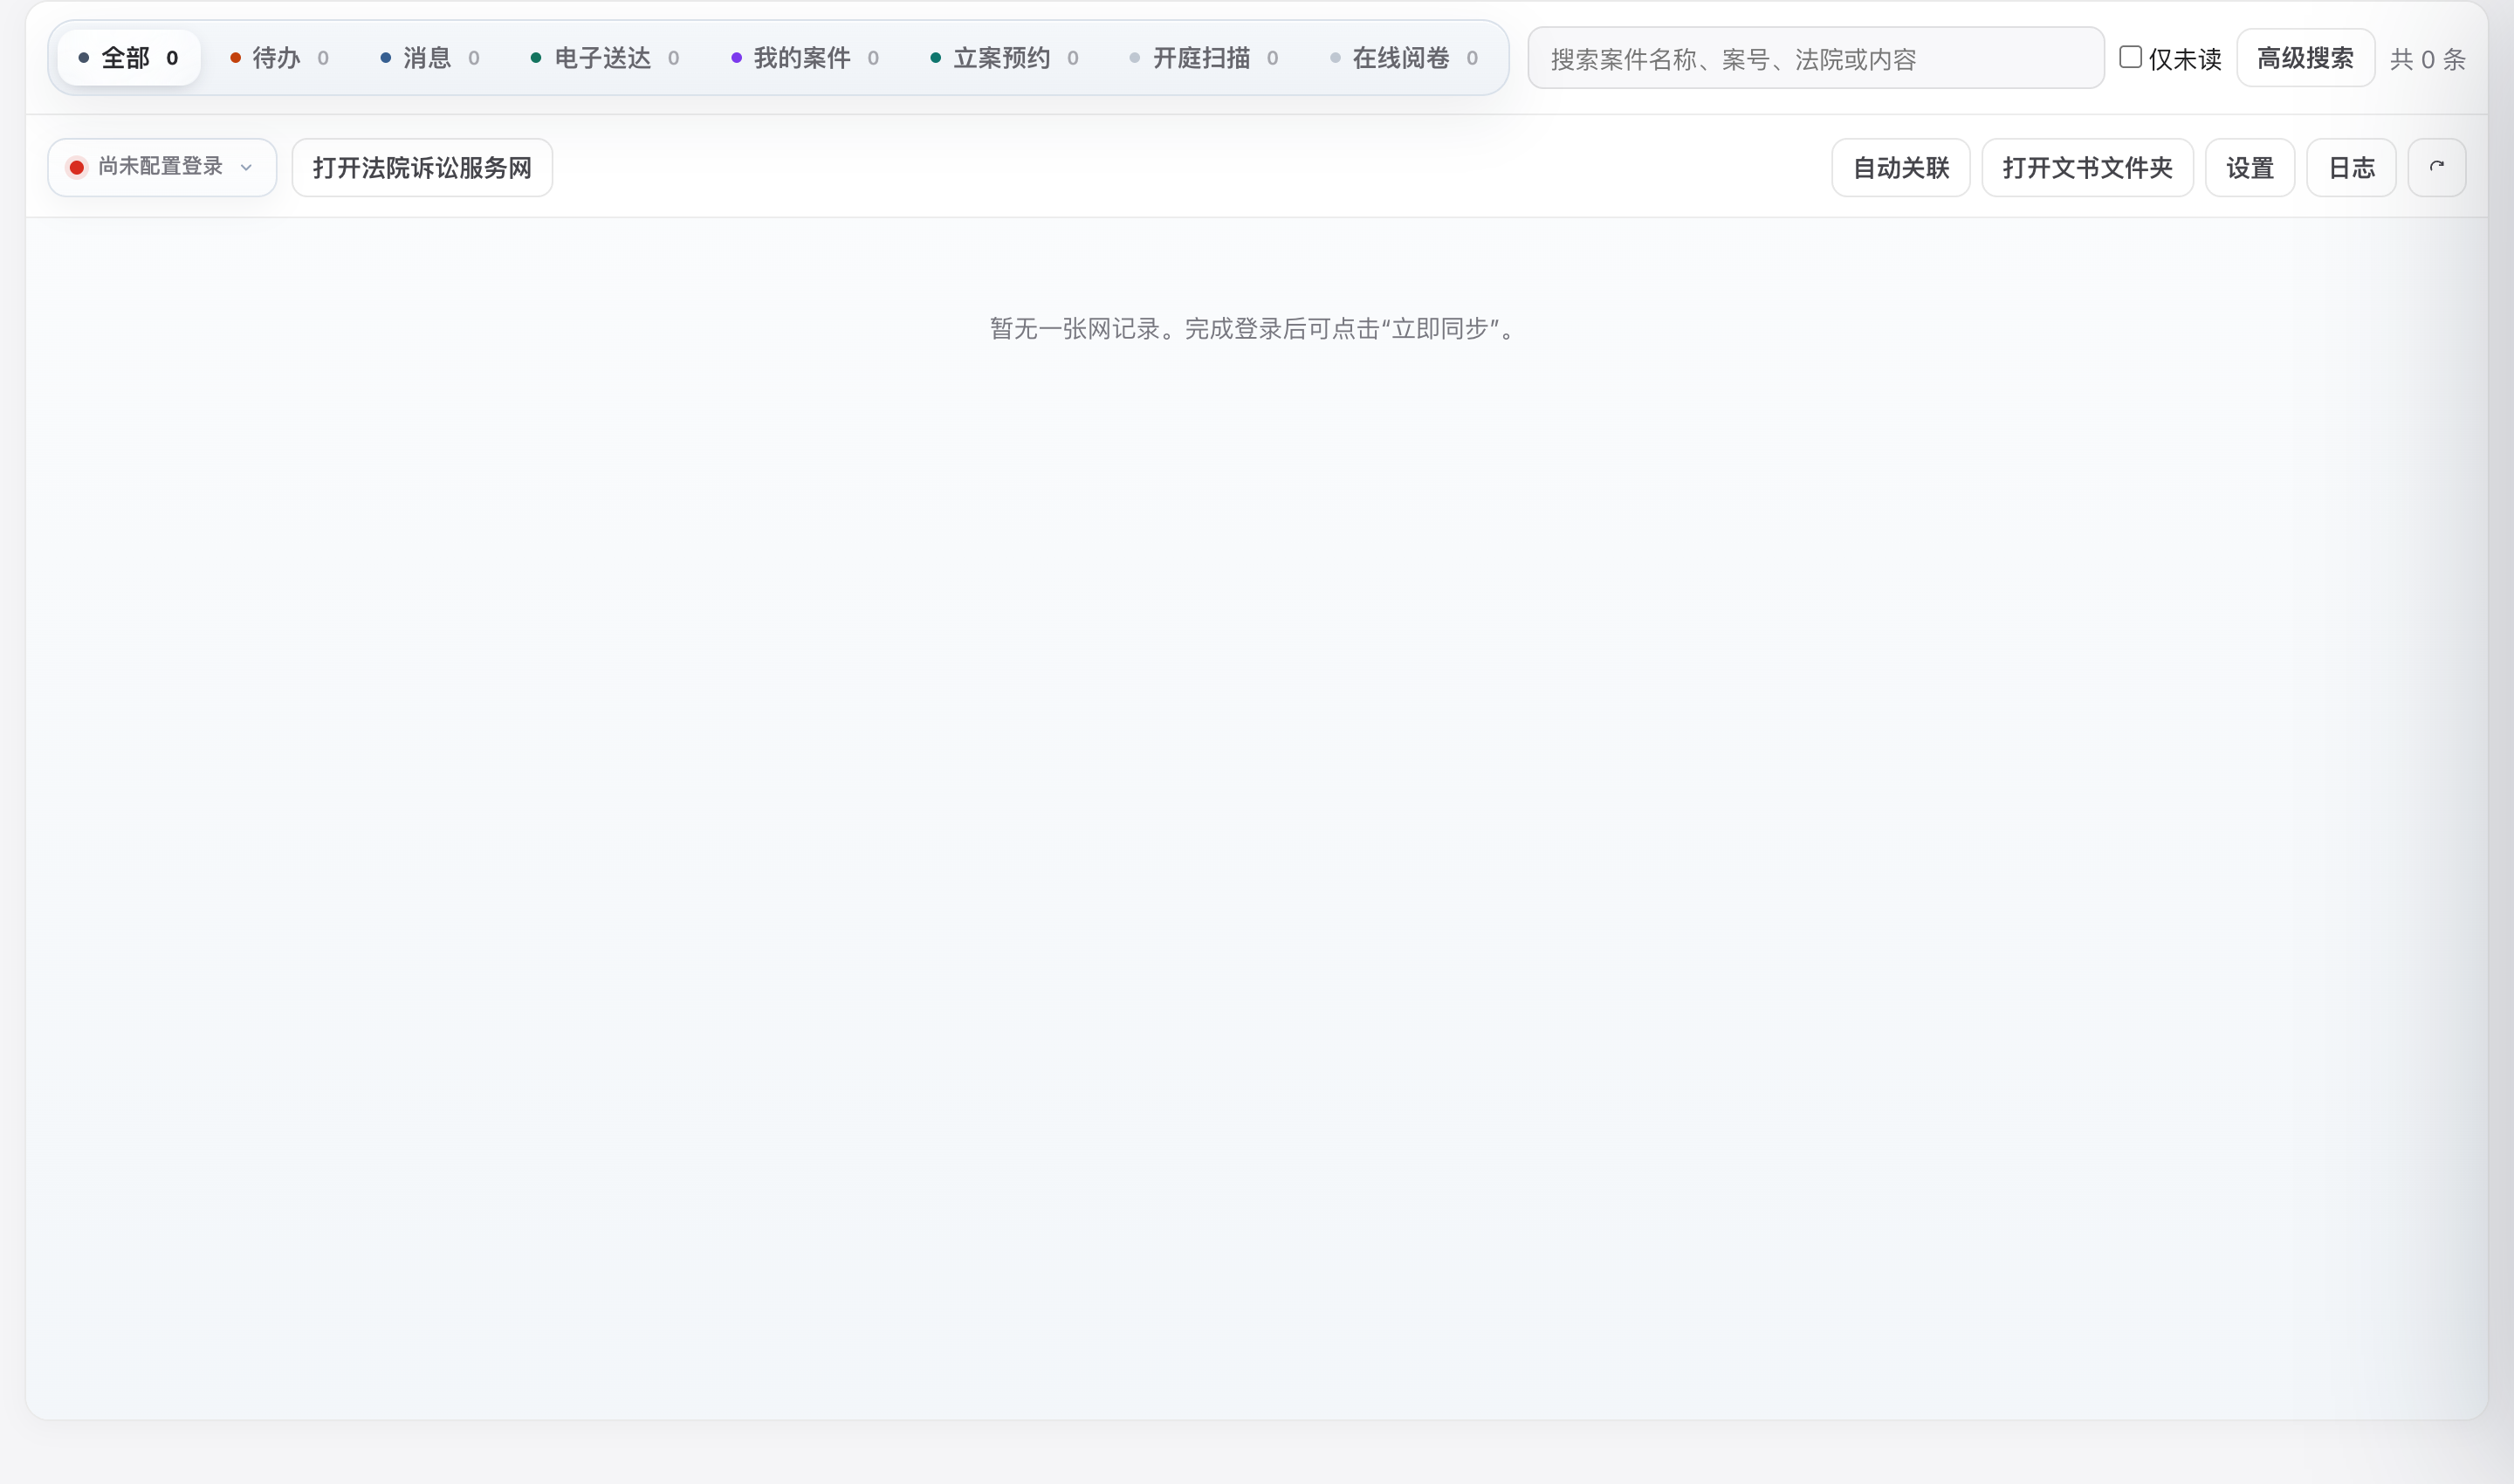 全部 0 待办 0 消息 0 电子送达 0 我的案件 0 立案预约 0 开庭扫描 0 在线阅卷 0 搜索案件名称、案号、法院或内容 仅未读 高级搜索 共 0 条
尚未配置登录 打开法院诉讼服务网 自动关联 打开文书文件夹 设置 日志
暂无一张网记录。完成登录后可点击“立即同步”。